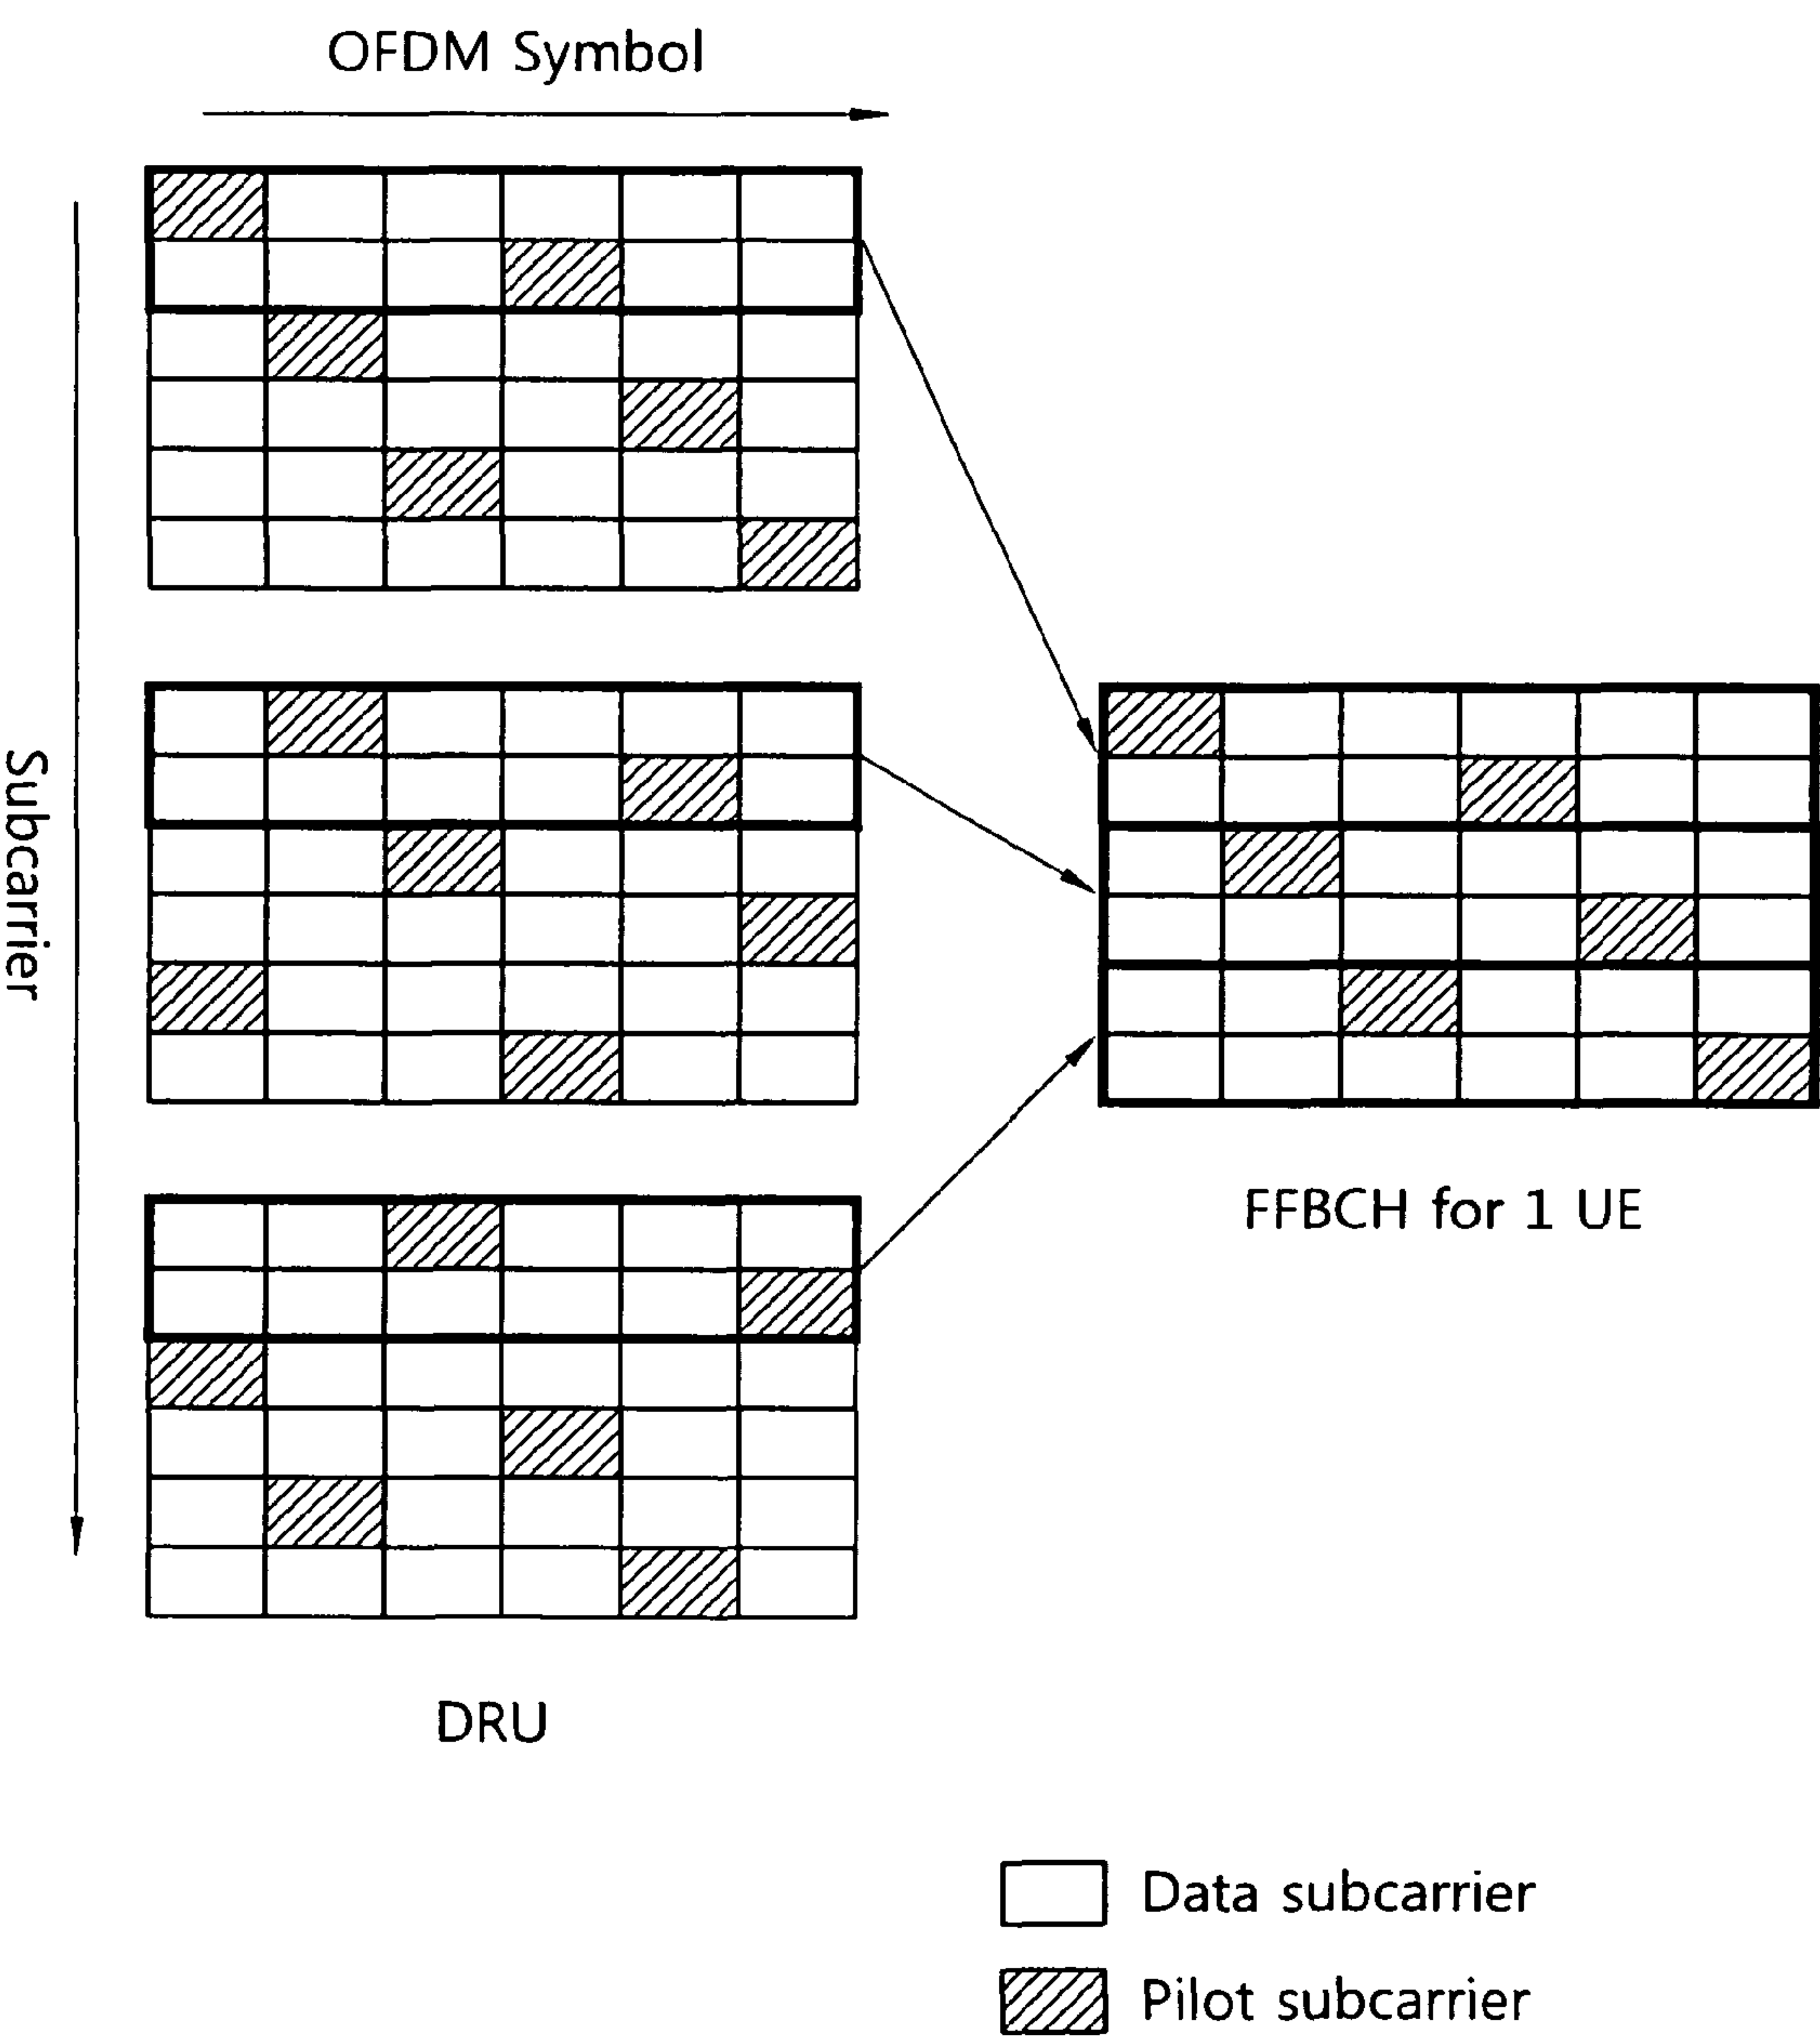 OFDM Symbol
Subcarrier
FFBCH for 1 UE
DRU
Data subcarrier
Pilot subcarrier